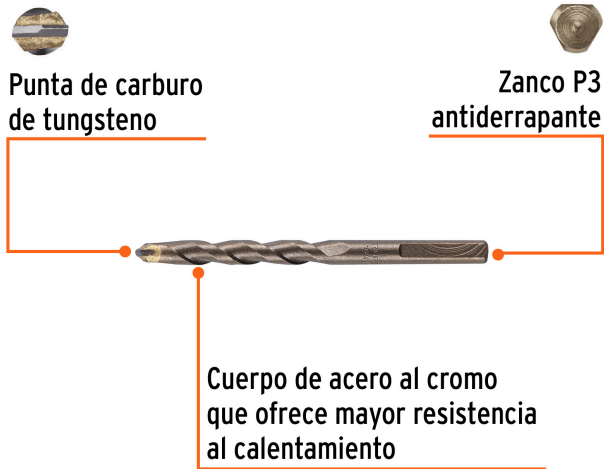 Punta de carburo
de tungsteno
Zanco P3
antiderrapante
Cuerpo de acero al cromo
que ofrece mayor resistencia
al calentamiento